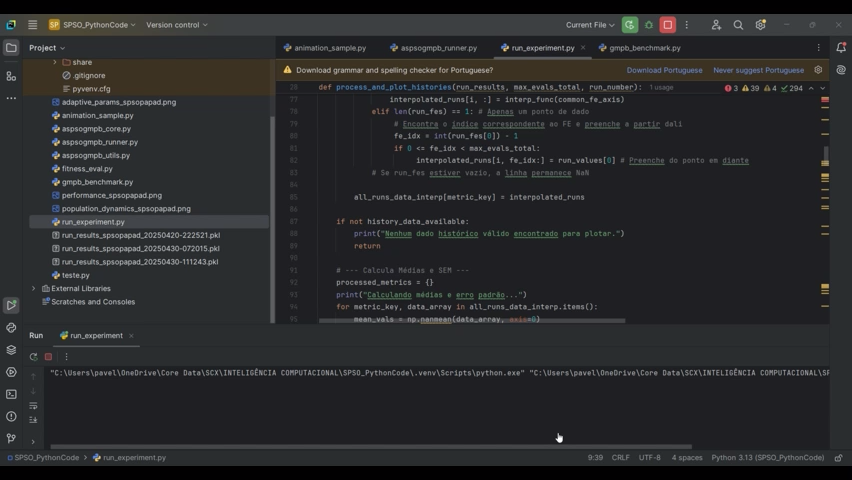 SP SPSO_PythonCode Version control Current File
Project
animation_sample.py aspsogmpb_runner.py run_experiment.py gmpb_benchmark.py
share
.gitignore
pyvenv.cfg
adaptive_params_spsopapad.png
animation_sample.py
aspsogmpb_core.py
aspsogmpb_runner.py
aspsogmpb_utils.py
fitness_eval.py
gmpb_benchmark.py
performance_spsopapad.png
population_dynamics_spsopapad.png
run_experiment.py
run_results_spsopapad_20250420-222521.pkl
run_results_spsopapad_20250430-072015.pkl
run_results_spsopapad_20250430-111243.pkl
teste.py
External Libraries
Scratches and Consoles
Download grammar and spelling checker for Portuguese? Download Portuguese Never suggest Portuguese
def process_and_plot_histories(run_results, max_evals_total, run_number): 1 usage
3 39 4 294
77 interpolated_runs[i, :] = interp_func(common_fe_axis)
78 elif len(run_fes) == 1: # Apenas um ponto de dado
79 # Encontra o índice correspondente ao FE e preenche a partir dali
80 fe_idx = int(run_fes[0]) - 1
81 if 0 <= fe_idx < max_evals_total:
82 interpolated_runs[i, fe_idx:] = run_values[0] # Preenche do ponto em diante
83 # Se run_fes estiver vazio, a linha permanece NaN
84
85 all_runs_data_interp[metric_key] = interpolated_runs
86
87 if not history_data_available:
88 print("Nenhum dado histórico válido encontrado para plotar.")
89 return
90
91 # --- Calcula Médias e SEM ---
92 processed_metrics = {}
93 print("Calculando médias e erro padrão...")
94 for metric_key, data_array in all_runs_data_interp.items():
95 mean_vals = np.nanmean(data_array, axis=0)
Run run_experiment
"C:\Users\pavel\OneDrive\Core Data\SCX\INTELIGÊNCIA COMPUTACIONAL\SPSO_PythonCode\.venv\Scripts\python.exe" "C:\Users\pavel\OneDrive\Core Data\SCX\INTELIGÊNCIA COMPUTACIONAL\SP
SPSO_PythonCode > run_experiment.py 9:39 CRLF UTF-8 4 spaces Python 3.13 (SPSO_PythonCode)